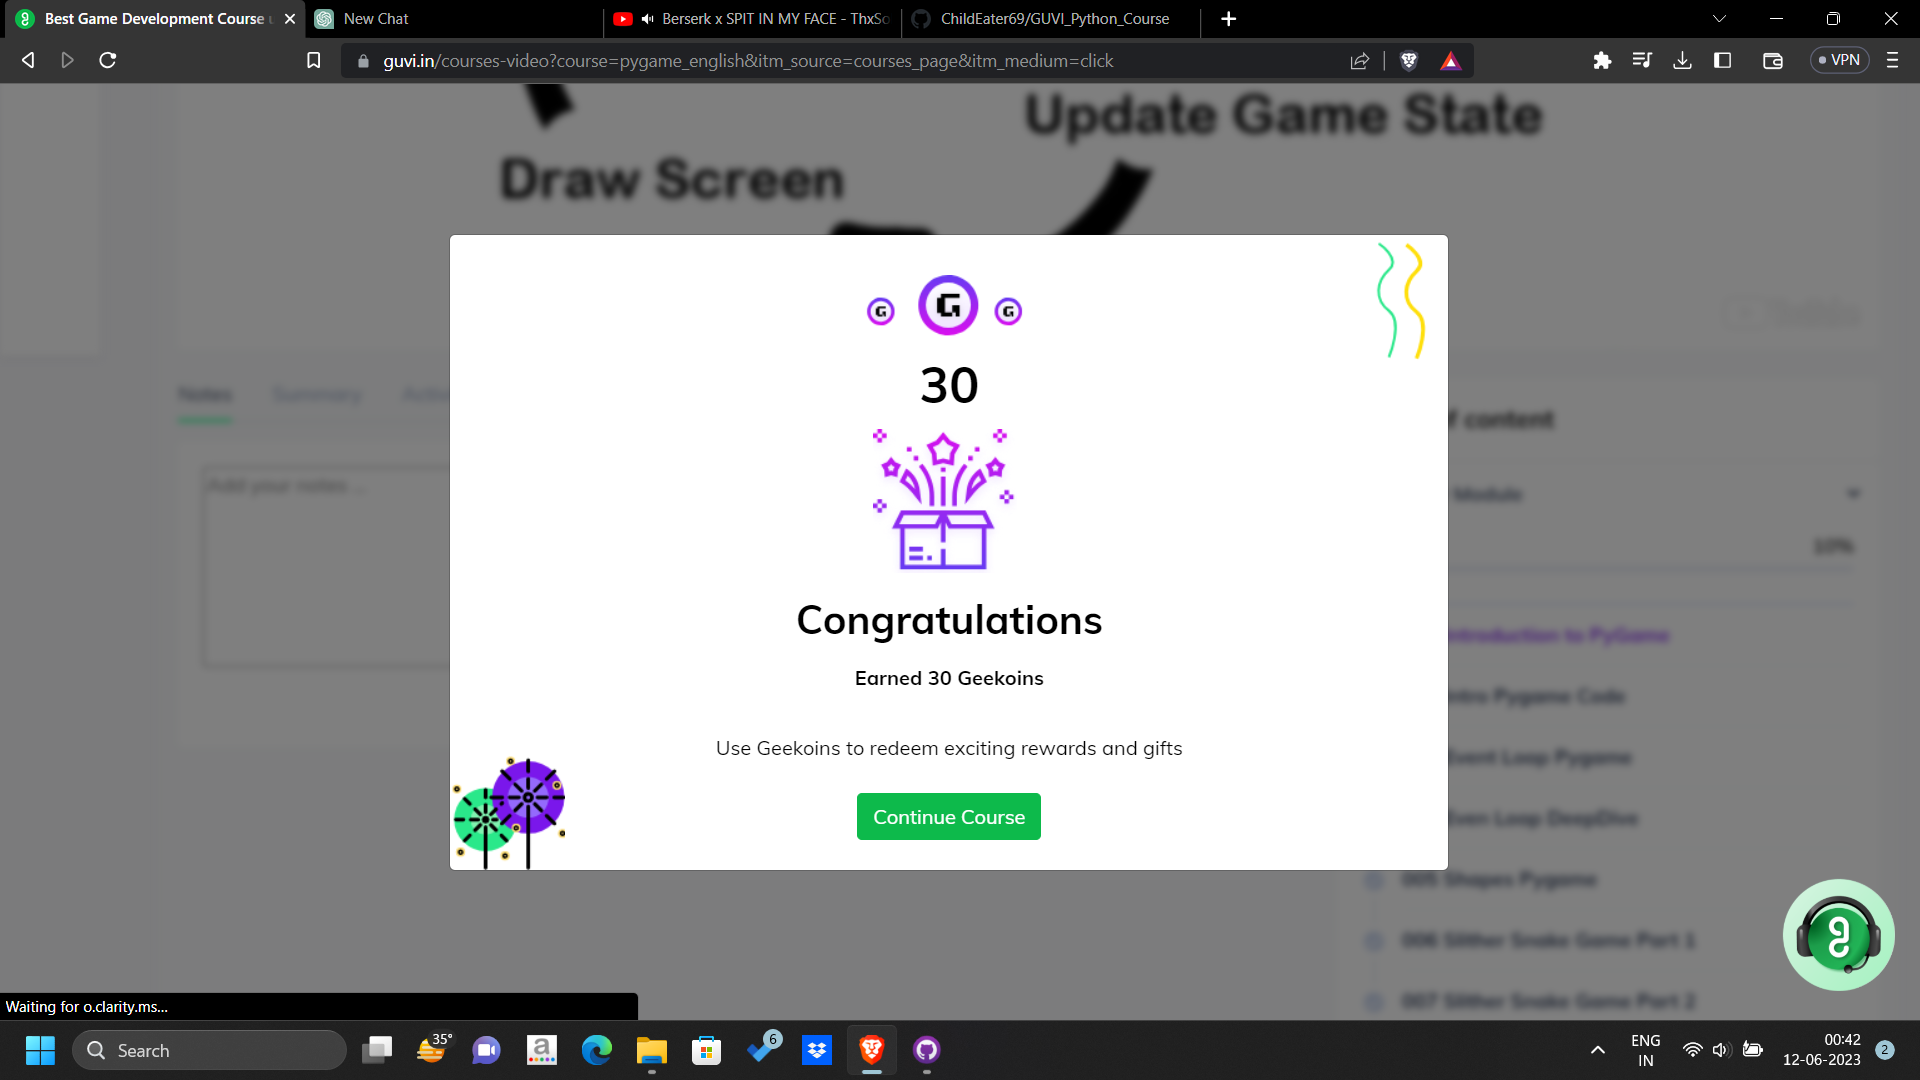 Best Game Development Course u
New Chat
Berserk x SPIT IN MY FACE - ThxSo
ChildEater69/GUVI_Python_Course
guvi.in/courses-video?course=pygame_english&itm_source=courses_page&itm_medium=click
VPN
Update Game State
Draw Screen
G G G
30
Notes Summary
f content
Add your notes ...
Module
10%
Congratulations
Introduction to PyGame
Earned 30 Geekoins
Intro Pygame Code
Use Geekoins to redeem exciting rewards and gifts
Event Loop Pygame
Continue Course
Even Loop DeepDive
005 Shapes Pygame
006 Slither Snake Game Part 1
007 Slither Snake Game Part 2
Waiting for o.clarity.ms...
Search
35°
a
6
ENG
IN
00:42
12-06-2023
2